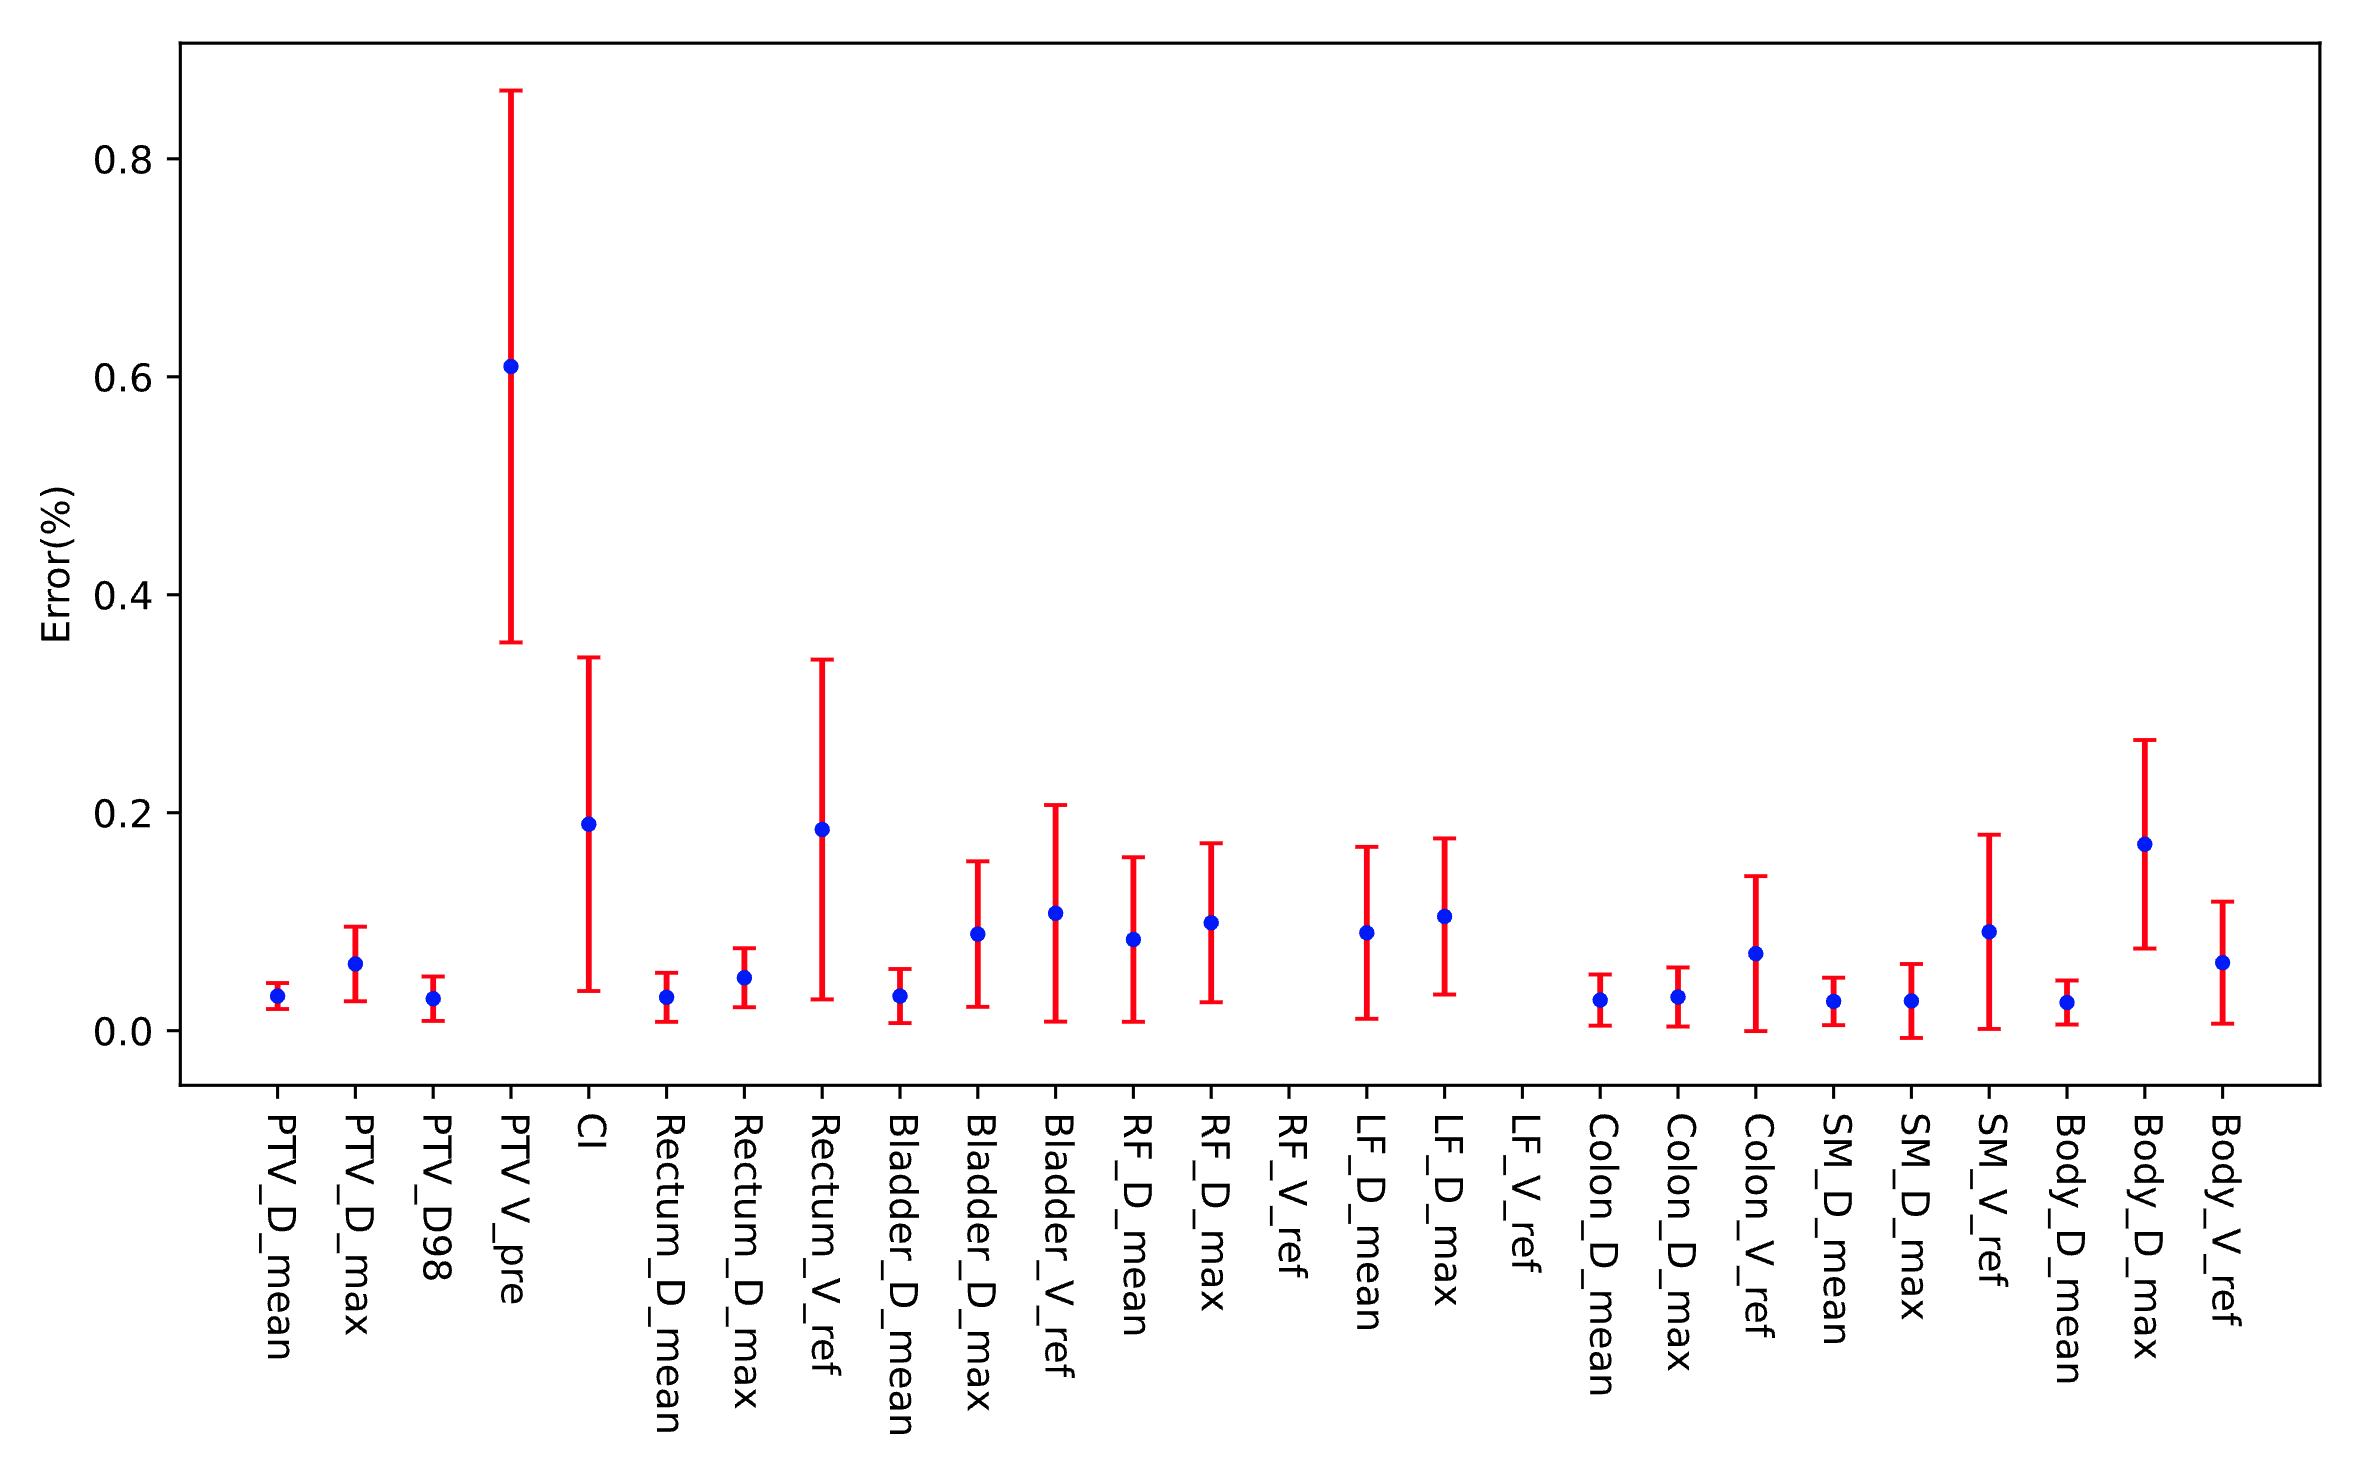 Error(%)
0.8
0.6
0.4
0.2
0.0
PTV_D_mean
PTV_D_max
PTV_D98
PTV V_pre
CI
Rectum_D_mean
Rectum_D_max
Rectum_V_ref
Bladder_D_mean
Bladder_D_max
Bladder_V_ref
RF_D_mean
RF_D_max
RF_V_ref
LF_D_mean
LF_D_max
LF_V_ref
Colon_D_mean
Colon_D_max
Colon_V_ref
SM_D_mean
SM_D_max
SM_V_ref
Body_D_mean
Body_D_max
Body_V_ref